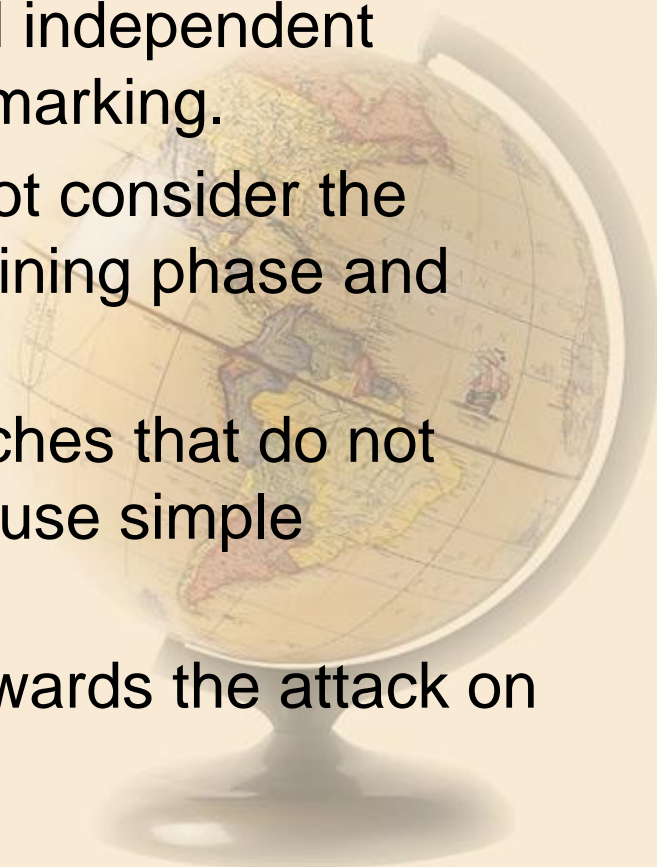 independent
marking.
ot consider the
ining phase and
ches that do not
use simple
wards the attack on